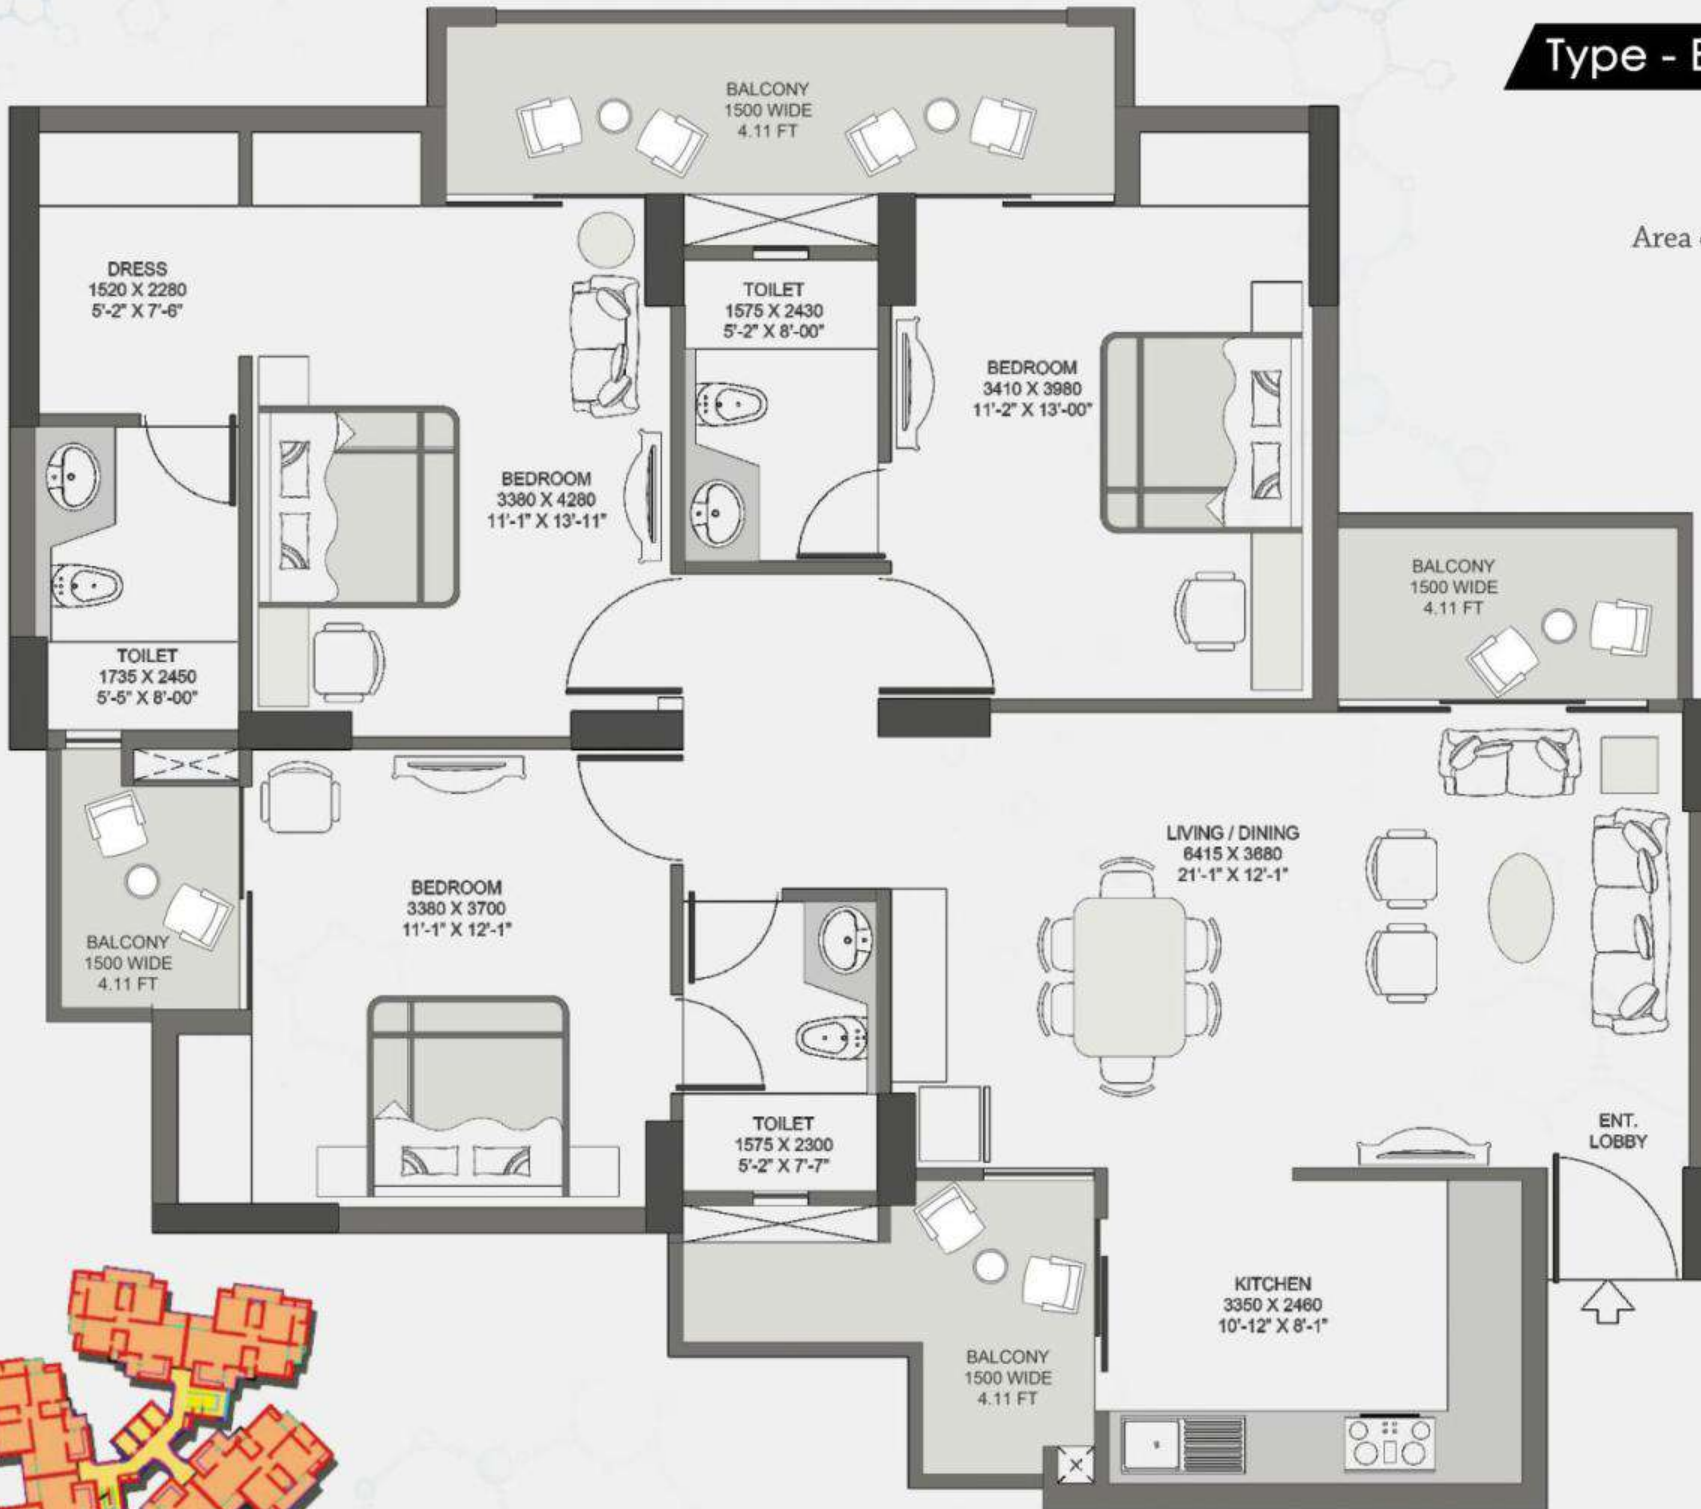 Type -
Area
BALCONY
1500 WIDE
4.11 FT
DRESS
1520 X 2280
5'-2" X 7'-6"
TOILET
1575 X 2430
5'-2" X 8'-00"
BEDROOM
3410 X 3980
11'-2" X 13'-00"
BEDROOM
3380 X 4280
11'-1" X 13'-11"
BALCONY
1500 WIDE
4.11 FT
TOILET
1735 X 2450
5'-5" X 8'-00"
LIVING / DINING
6415 X 3680
21'-1" X 12'-1"
BEDROOM
3380 X 3700
11'-1" X 12'-1"
BALCONY
1500 WIDE
4.11 FT
TOILET
1575 X 2300
5'-2" X 7'-7"
ENT.
LOBBY
KITCHEN
3350 X 2460
10'-12" X 8'-1"
BALCONY
1500 WIDE
4.11 FT